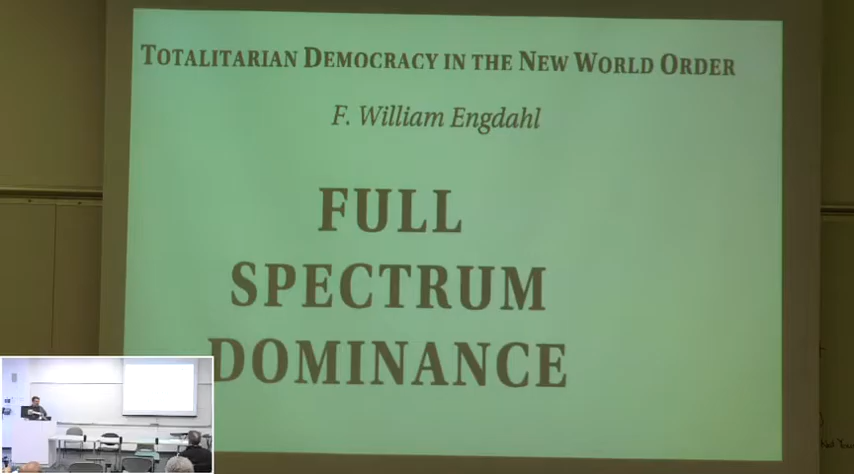 TOTALITARIAN DEMOCRACY IN THE NEW WORLD ORDER
F. William Engdahl
FULL
SPECTRUM
DOMINANCE